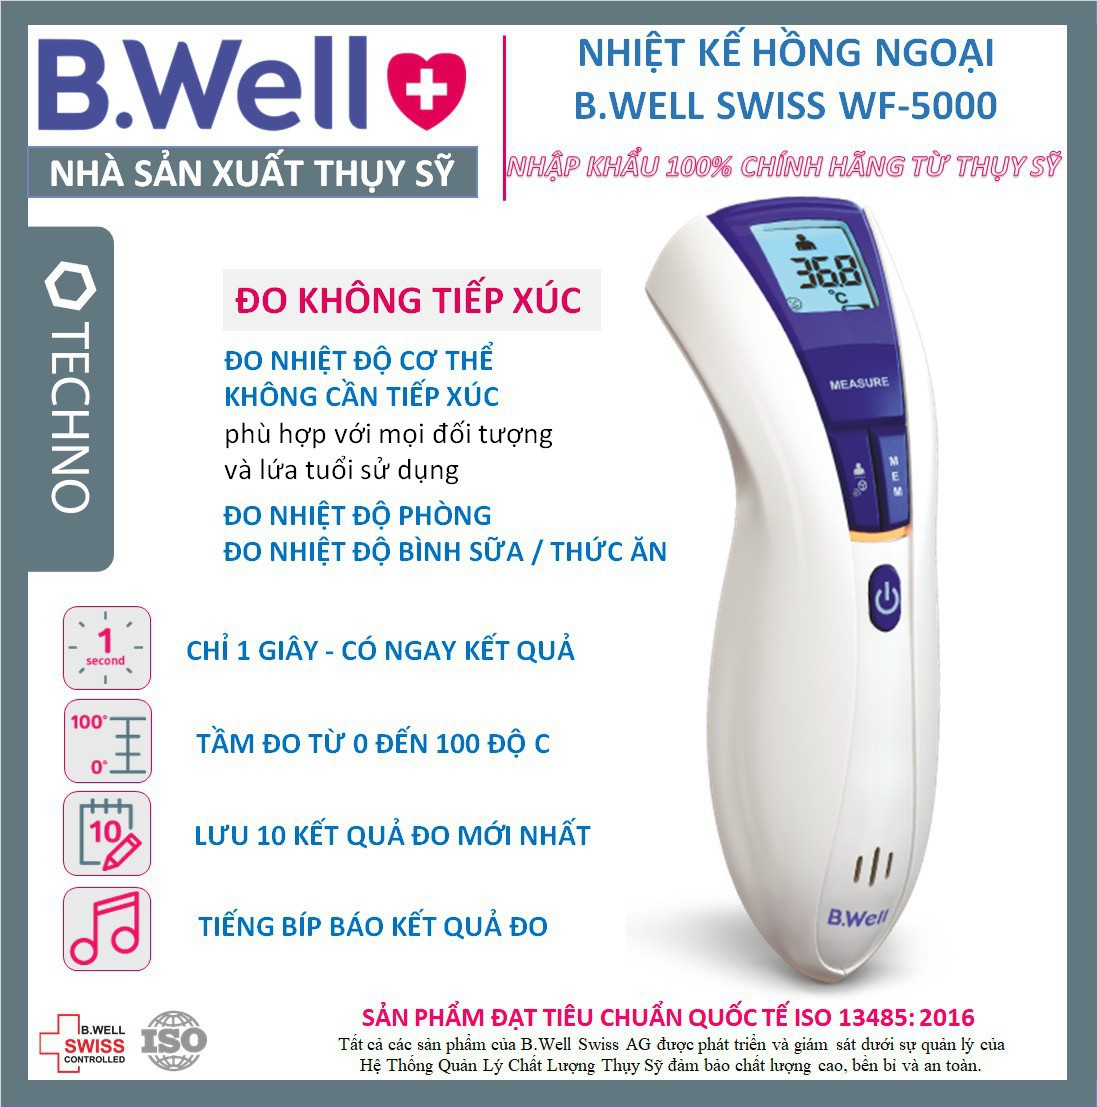 B.Well
NHÀ SẢN XUẤT THỤY SỸ
NHIỆT KẾ HỒNG NGOẠI
B.WELL SWISS WF-5000
NHẬP KHẨU 100% CHÍNH HÃNG TỪ THỤY SỸ
TECHNO
ĐO KHÔNG TIẾP XÚC
ĐO NHIỆT ĐỘ CƠ THỂ
KHÔNG CẦN TIẾP XÚC
phù hợp với mọi đối tượng
và lứa tuổi sử dụng
ĐO NHIỆT ĐỘ PHÒNG
ĐO NHIỆT ĐỘ BÌNH SỮA / THỨC ĂN
36.8
°C
MEASURE
MEM
1
second
CHỈ 1 GIÂY - CÓ NGAY KẾT QUẢ
100°
0°
TẦM ĐO TỪ 0 ĐẾN 100 ĐỘ C
10
LƯU 10 KẾT QUẢ ĐO MỚI NHẤT
TIẾNG BÍP BÁO KẾT QUẢ ĐO
B.Well
B.WELL
SWISS
CONTROLLED
ISO
SẢN PHẨM ĐẠT TIÊU CHUẨN QUỐC TẾ ISO 13485: 2016
Tất cả các sản phẩm của B.Well Swiss AG được phát triển và giám sát dưới sự quản lý của
Hệ Thống Quản Lý Chất Lượng Thụy Sỹ đảm bảo chất lượng cao, bền bỉ và an toàn.